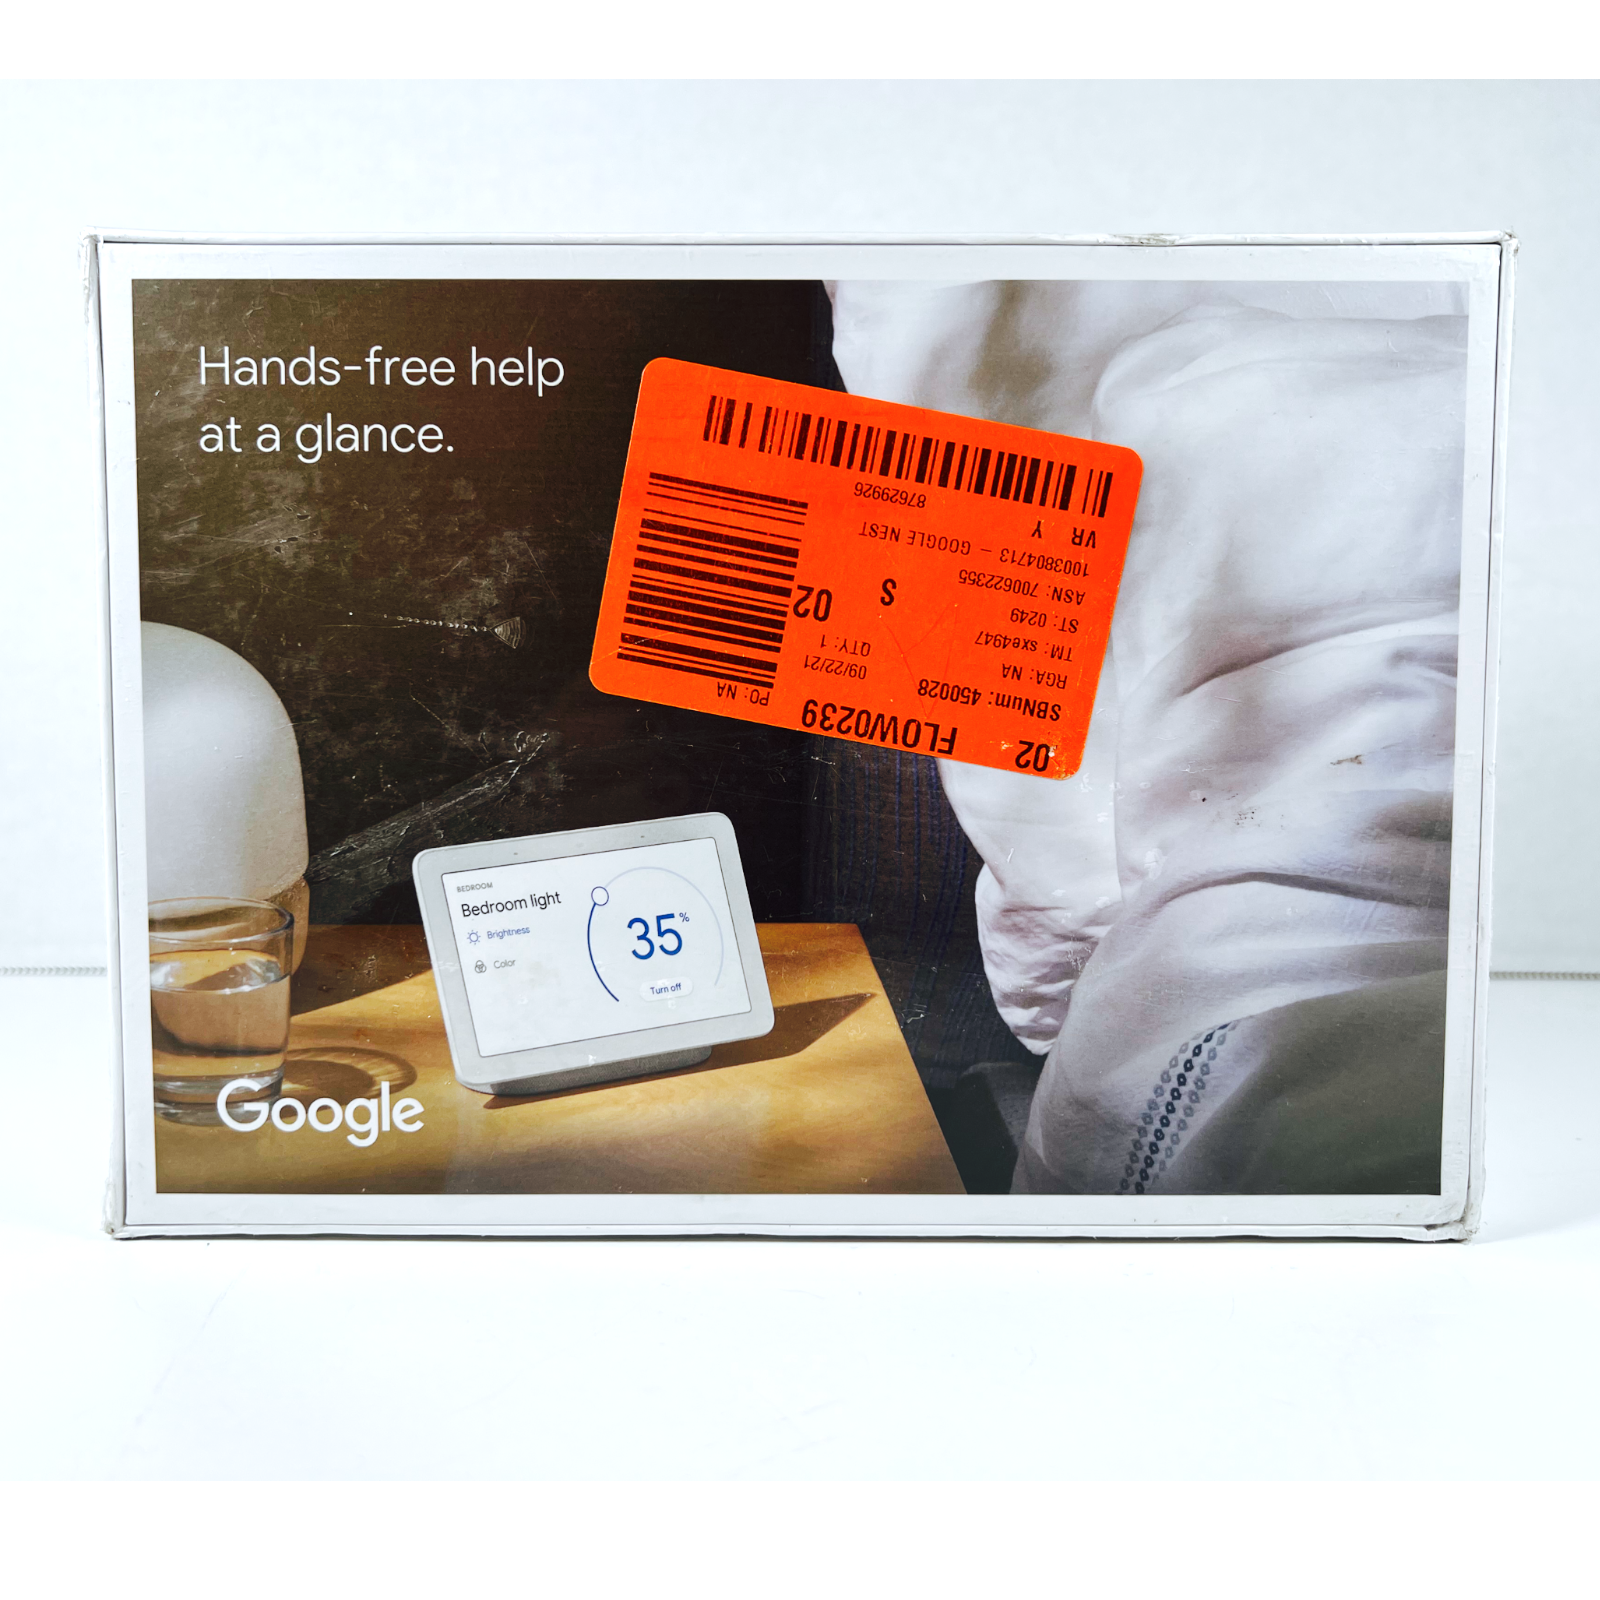 Hands-free help
at a glance.
BEDROOM
Bedroom light
Brightness
Color
35%
Turn off
Google
02
FLOW0239
PO: NA
SBNum: 450028
09/22/21
RGA: NA
QTY: 1
TM: sxe4947
02
ST: 0249
S
ASN: 700622355
1003804713 – GOOGLE NEST
VR Y
87629926